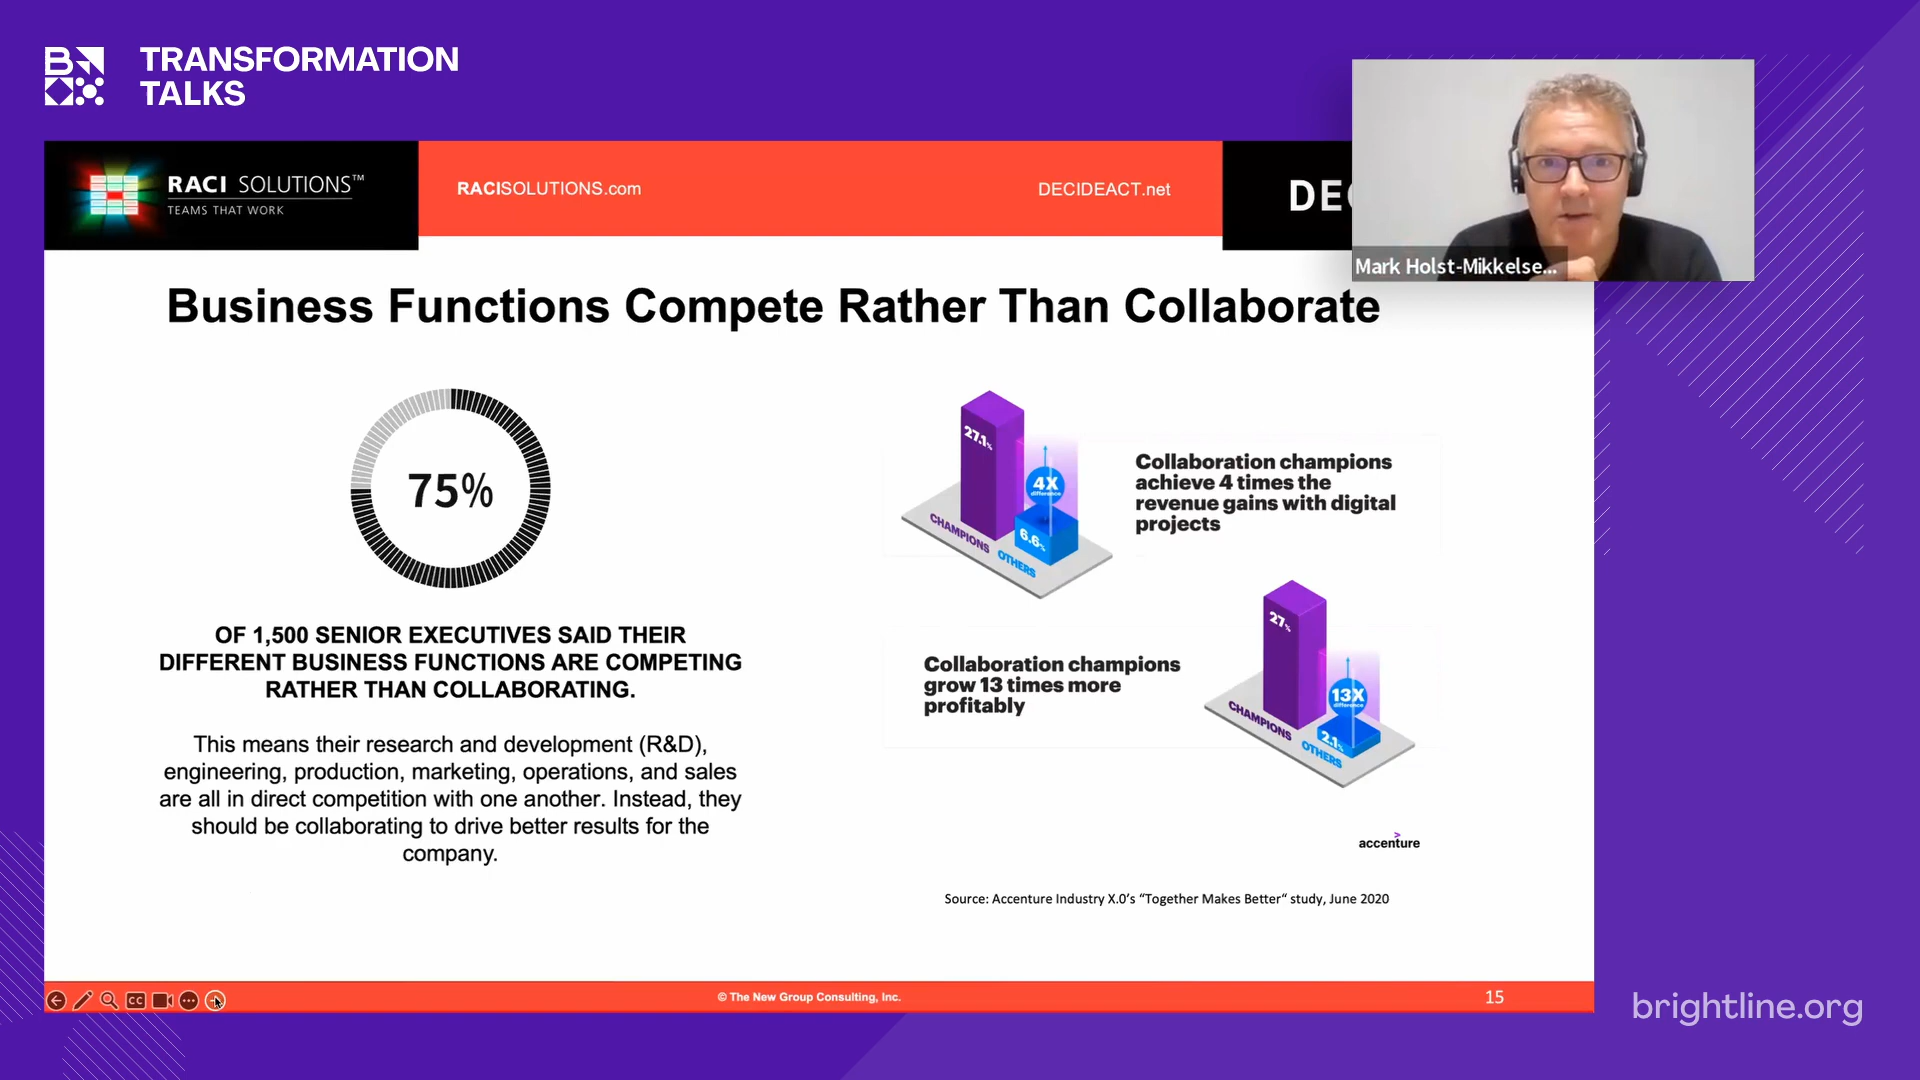 TRANSFORMATION
TALKS
RACI SOLUTIONS™
TEAMS THAT WORK
RACISOLUTIONS.com
DECIDEACT.net
Mark Holst-Mikkelse...
Business Functions Compete Rather Than Collaborate
75%
OF 1,500 SENIOR EXECUTIVES SAID THEIR
DIFFERENT BUSINESS FUNCTIONS ARE COMPETING
RATHER THAN COLLABORATING.
This means their research and development (R&D),
engineering, production, marketing, operations, and sales
are all in direct competition with one another. Instead, they
should be collaborating to drive better results for the
company.
27.1%
4X
difference
6.6%
CHAMPIONS
OTHERS
Collaboration champions
achieve 4 times the
revenue gains with digital
projects
Collaboration champions
grow 13 times more
profitably
27%
13X
difference
2.1%
CHAMPIONS
OTHERS
accenture
Source: Accenture Industry X.0's “Together Makes Better“ study, June 2020
CC
© The New Group Consulting, Inc.
15
brightline.org